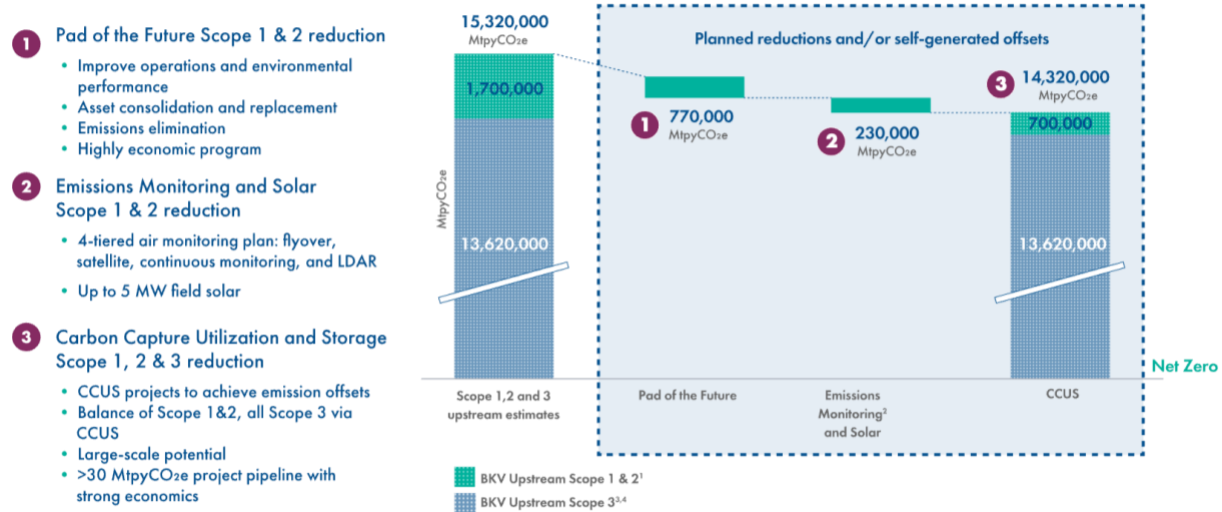 1
Pad of the Future Scope 1 & 2 reduction
• Improve operations and environmental
performance
• Asset consolidation and replacement
• Emissions elimination
• Highly economic program
2
Emissions Monitoring and Solar
Scope 1 & 2 reduction
• 4-tiered air monitoring plan: flyover,
satellite, continuous monitoring, and LDAR
• Up to 5 MW field solar
3
Carbon Capture Utilization and Storage
Scope 1, 2 & 3 reduction
• CCUS projects to achieve emission offsets
• Balance of Scope 1&2, all Scope 3 via
CCUS
• Large-scale potential
• >30 MtpyCO₂e project pipeline with
strong economics
MtpyCO₂e
15,320,000
MtpyCO₂e
1,700,000
13,620,000
Scope 1,2 and 3
upstream estimates
Planned reductions and/or self-generated offsets
1
770,000
MtpyCO₂e
Pad of the Future
2
230,000
MtpyCO₂e
Emissions
Monitoring²
and Solar
3
14,320,000
MtpyCO₂e
700,000
13,620,000
CCUS
Net Zero
BKV Upstream Scope 1 & 2¹
BKV Upstream Scope 3³,⁴